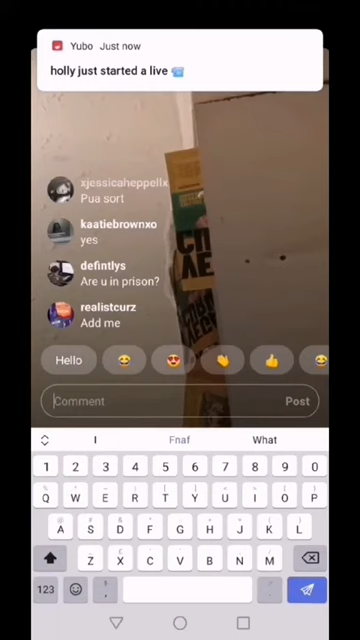 Yubo Just now
holly just started a live
xjessicaheppellx
Pua sort
kaatiebrownxo
yes
defintlys
Are u in prison?
realistcurz
Add me
Hello
Comment Post
I Fnaf What
1 2 3 4 5 6 7 8 9 0
Q W E R T Y U I O P
A S D F G H J K L
Z X C V B N M
123